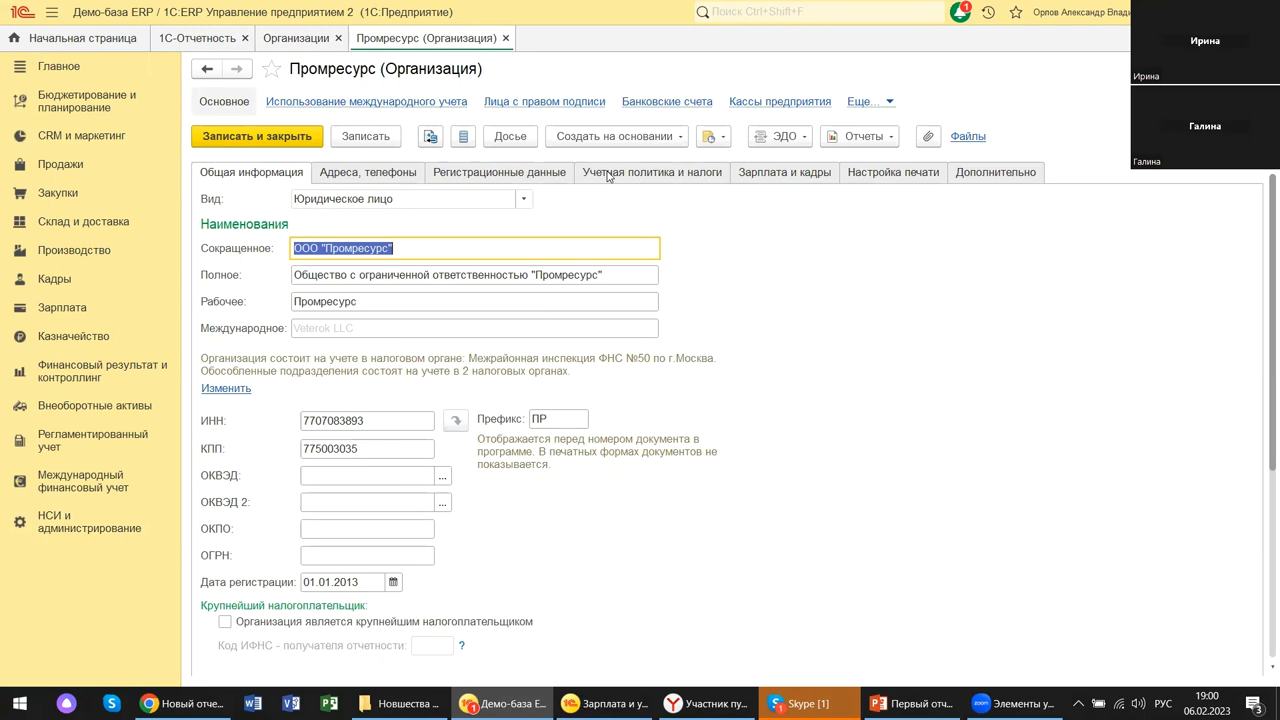 Демо-база ERP / 1С:ERP Управление предприятием 2 (1С:Предприятие)
Поиск Ctrl+Shift+F
1
Орлов Александр Влади
Начальная страница
1С-Отчетность
Организации
Промресурс (Организация)
Ирина
Ирина
Галина
Галина
Главное
Бюджетирование и
планирование
CRM и маркетинг
Продажи
Закупки
Склад и доставка
Производство
Кадры
Зарплата
Казначейство
Финансовый результат и
контроллинг
Внеоборотные активы
Регламентированный
учет
Международный
финансовый учет
НСИ и
администрирование
Промресурс (Организация)
Основное Использование международного учета Лица с правом подписи Банковские счета Кассы предприятия Еще...
Записать и закрыть Записать Досье Создать на основании ЭДО Отчеты Файлы
Общая информация Адреса, телефоны Регистрационные данные Учетная политика и налоги Зарплата и кадры Настройка печати Дополнительно
Вид: Юридическое лицо
Наименования
Сокращенное: ООО "Промресурс"
Полное: Общество с ограниченной ответственностью "Промресурс"
Рабочее: Промресурс
Международное: Veterok LLC
Организация состоит на учете в налоговом органе: Межрайонная инспекция ФНС №50 по г.Москва.
Обособленные подразделения состоят на учете в 2 налоговых органах.
Изменить
ИНН: 7707083893 Префикс: ПР
Отображается перед номером документа в
программе. В печатных формах документов не
показывается.
КПП: 775003035
ОКВЭД: ...
ОКВЭД 2: ...
ОКПО:
ОГРН:
Дата регистрации: 01.01.2013
Крупнейший налогоплательщик:
Организация является крупнейшим налогоплательщиком
Код ИФНС - получателя отчетности: ?
Новый отче...
Новшества ...
Демо-база E...
Зарплата и у...
Участник пу...
Skype [1]
Первый отч...
Элементы у...
РУС
19:00
06.02.2023
3